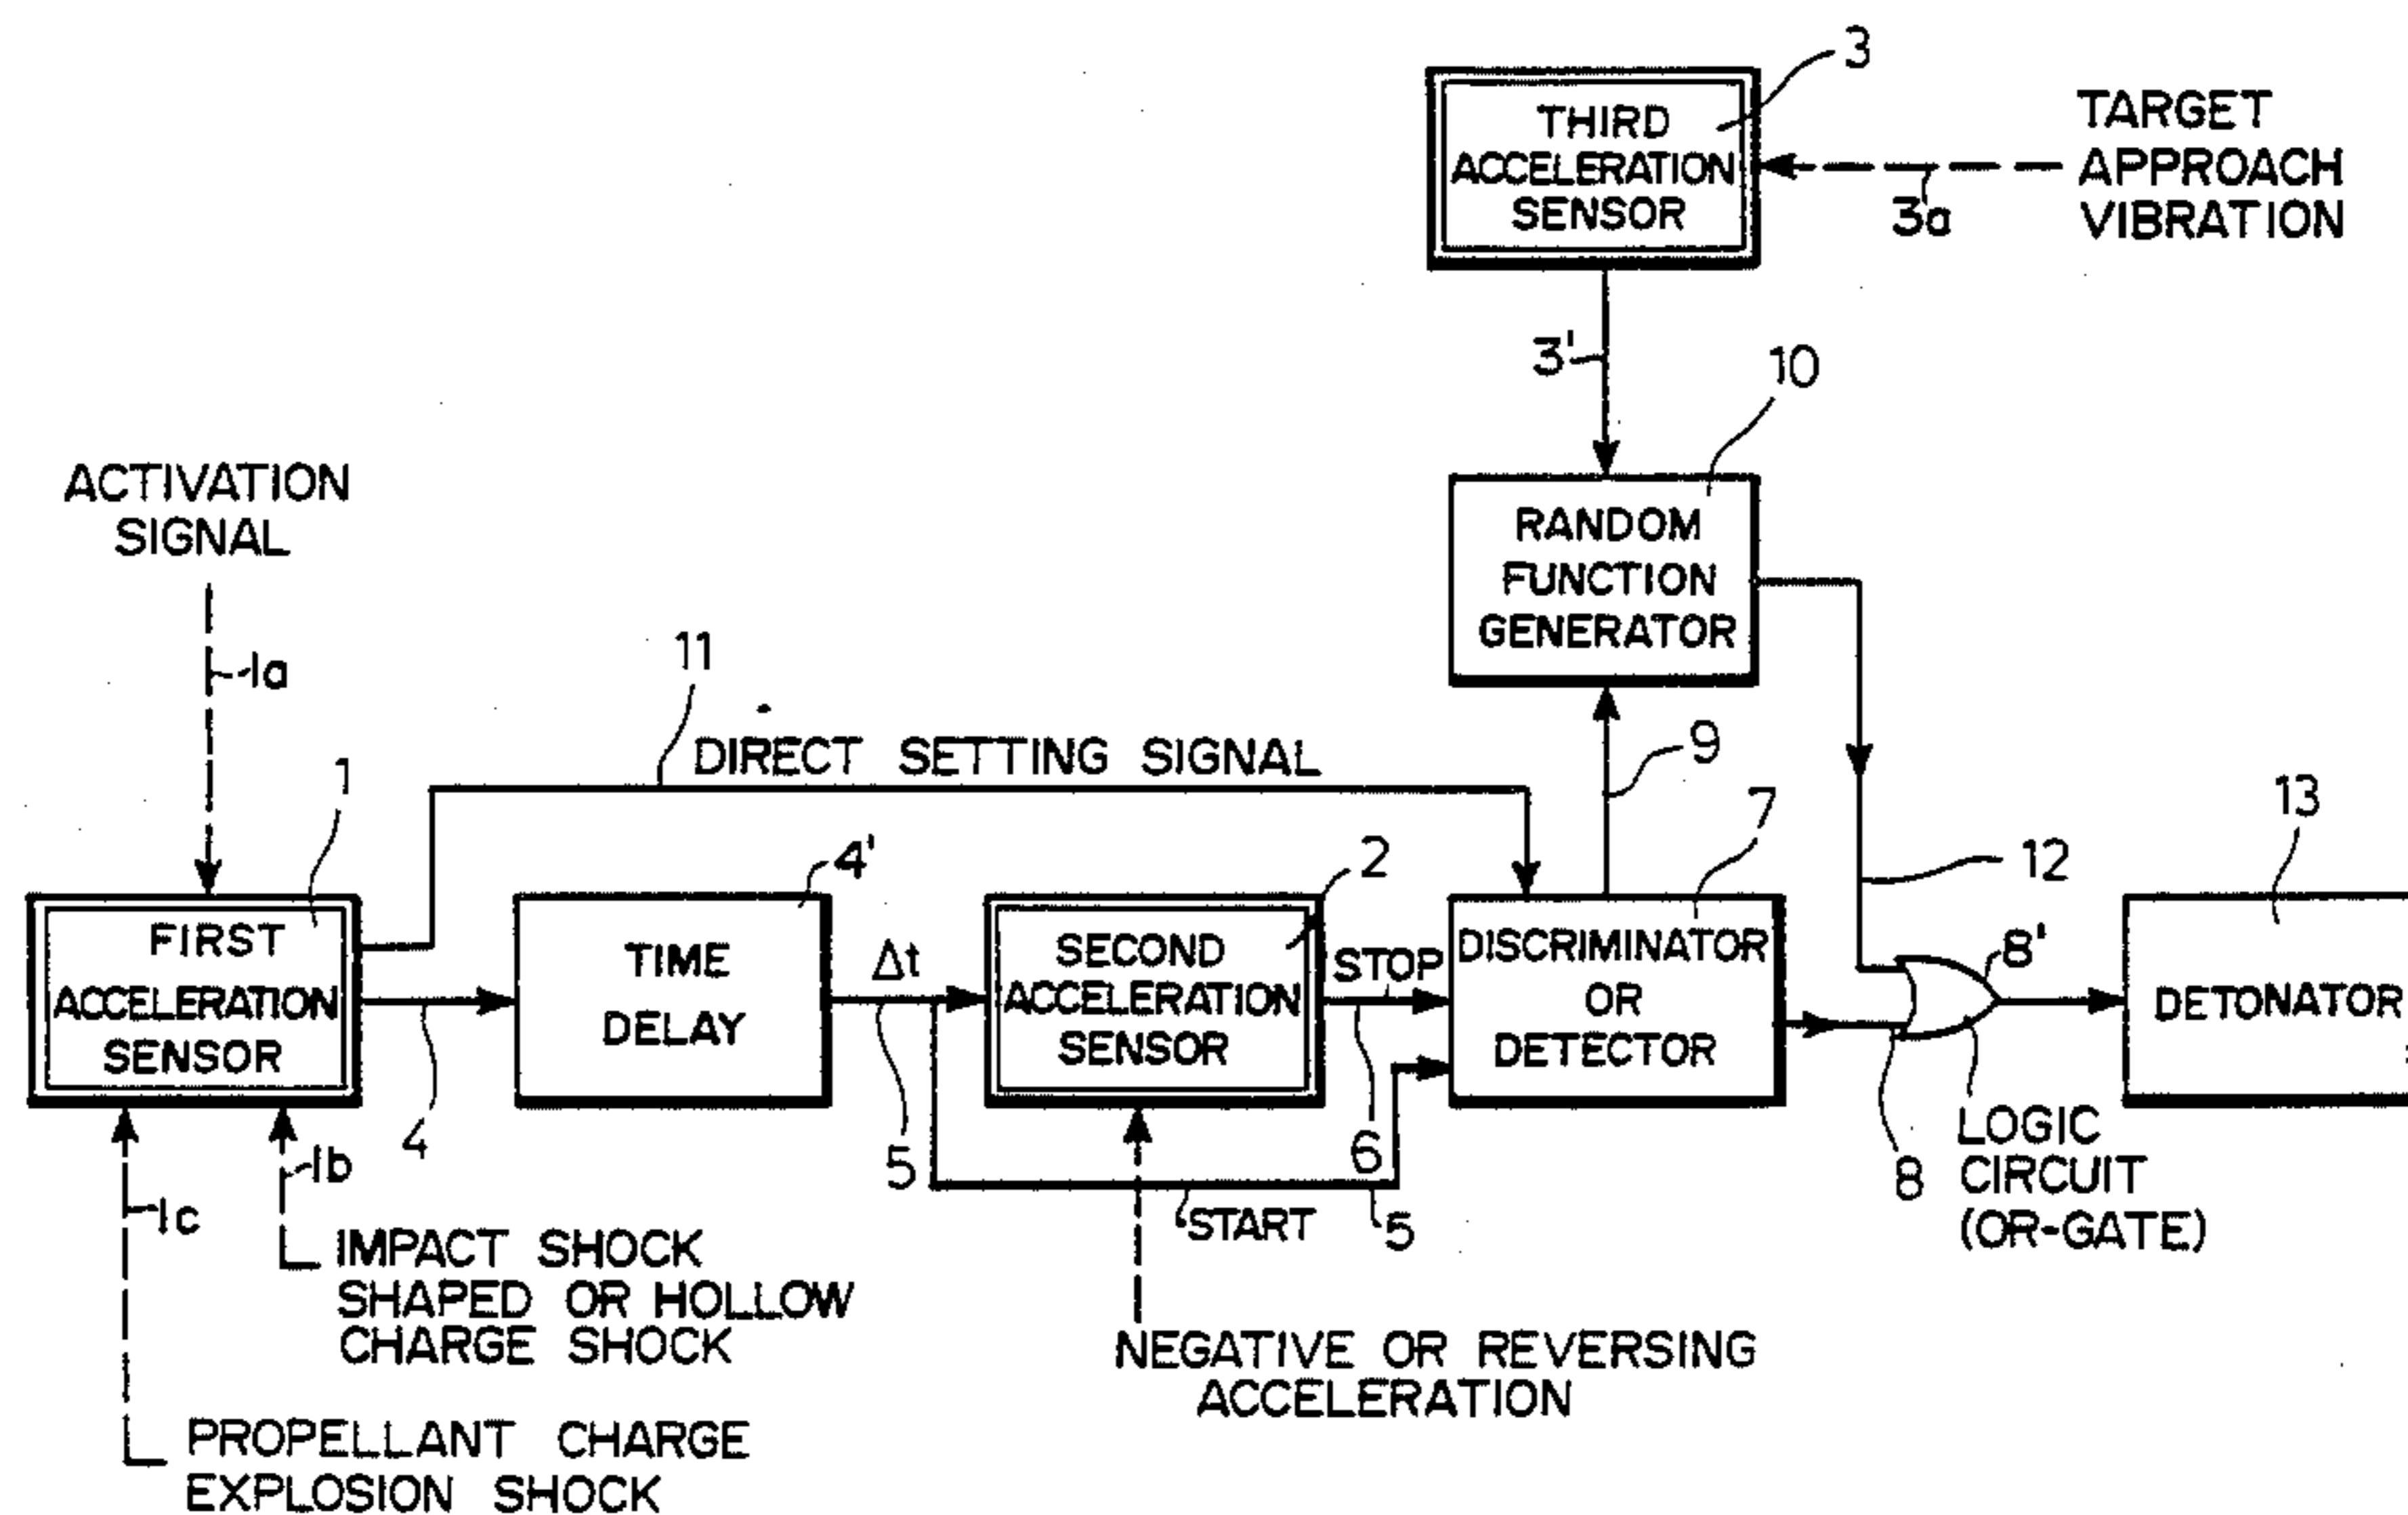 3
THIRD
ACCELERATION
SENSOR
TARGET
APPROACH
VIBRATION
3a
3'
10
RANDOM
FUNCTION
GENERATOR
ACTIVATION
SIGNAL
1a
11
DIRECT SETTING SIGNAL
9
12
1
FIRST
ACCELERATION
SENSOR
4
4'
TIME
DELAY
Δt
5
2
SECOND
ACCELERATION
SENSOR
STOP
6
7
DISCRIMINATOR
OR
DETECTOR
8'
8
LOGIC
CIRCUIT
(OR-GATE)
13
DETONATOR
START
5
1b
1c
IMPACT SHOCK
SHAPED OR HOLLOW
CHARGE SHOCK
NEGATIVE OR REVERSING
ACCELERATION
PROPELLANT CHARGE
EXPLOSION SHOCK